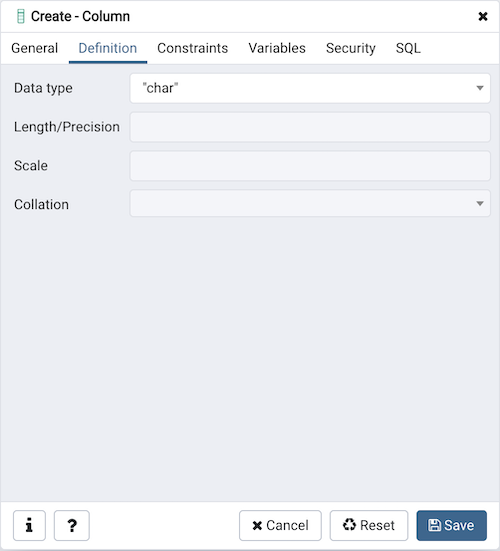 Create - Column
General Definition Constraints Variables Security SQL
Data type "char"
Length/Precision
Scale
Collation
i ? Cancel Reset Save